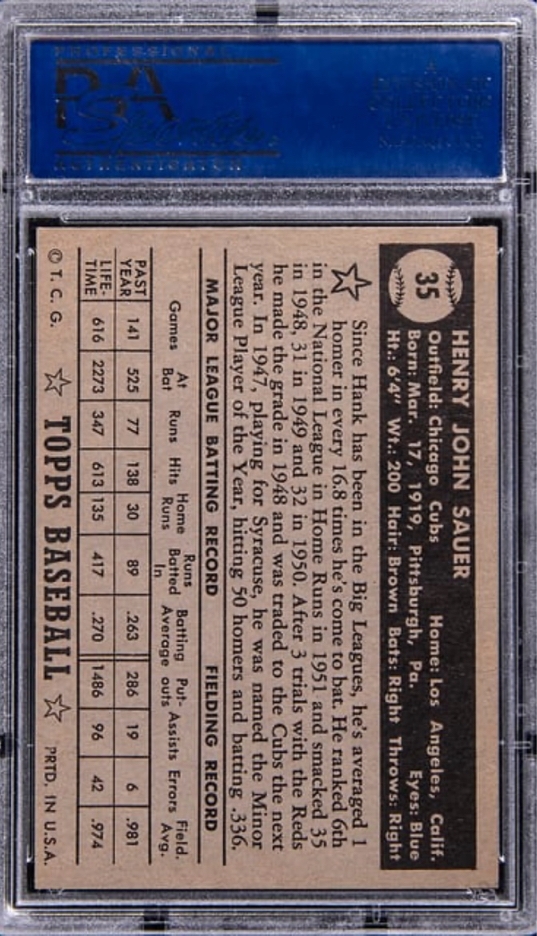 PROFESSIONAL
PSA
AUTHENTICATOR
A
DIVISION OF
COLLECTORS
UNIVERSE
35
HENRY JOHN SAUER
Outfield: Chicago Cubs Home: Los Angeles, Calif.
Born: Mar. 17, 1919, Pittsburgh, Pa. Eyes: Blue
Ht.: 6'4" Wt.: 200 Hair: Brown Bats: Right Throws: Right
Since Hank has been in the Big Leagues, he's averaged 1
homer in every 16.8 times he's come to bat. He ranked 6th
in the National League in Home Runs in 1951 and smacked 35
in 1948, 31 in 1949 and 32 in 1950. After 3 trials with the Reds
he made the grade in 1948 and was traded to the Cubs the next
year. In 1947, playing for Syracuse, he was named the Minor
League Player of the Year, hitting 50 homers and batting .336.
MAJOR LEAGUE BATTING RECORD FIELDING RECORD
Games At Bat Runs Hits Home Runs Runs Batted In Batting Average Put-outs Assists Errors Field. Avg.
PAST YEAR 141 525 77 138 30 89 .263 286 19 6 .981
LIFE-TIME 616 2273 347 613 135 417 .270 1486 96 42 .974
© T. C. G. ☆ TOPPS BASEBALL ☆ PRTD. IN U.S.A.